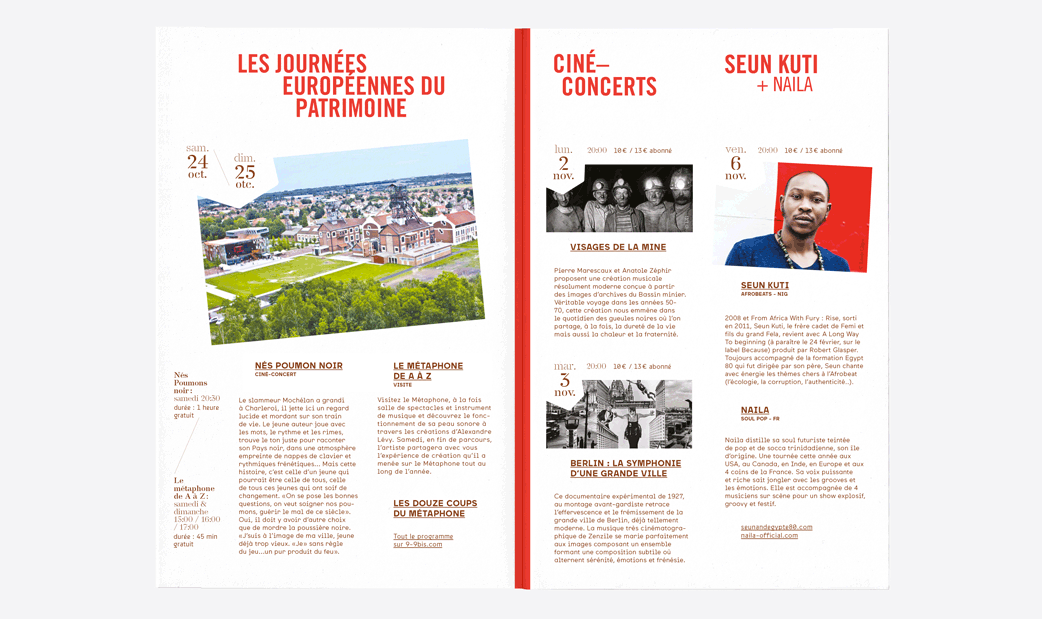 LES JOURNÉES
EUROPÉENNES DU
PATRIMOINE
sam.
24
oct.
dim.
25
otc.
Nés
Poumons
noir :
samedi 20:30
durée : 1 heure
gratuit
Le
métaphone
de A à Z :
samedi &
dimanche
15:00 / 16:00
/ 17:00
durée : 45 min
gratuit
NÉS POUMON NOIR
CINÉ-CONCERT
Le slammeur Mochélan a grandi
à Charleroi, il jette ici un regard
lucide et mordant sur son train
de vie. Le jeune auteur joue avec
les mots, le rythme et les rimes,
trouve le ton juste pour raconter
son Pays noir, dans une atmosphère
empreinte de nappes de clavier et
rythmiques frénétiques... Mais cette
histoire, c'est celle d'un jeune qui
pourrait être celle de tous, celle
de tous ces jeunes qui ont soif de
changement. «On se pose les bonnes
questions, on veut soigner nos pou-
mons, guérir le mal de ce siècle».
Oui, il doit y avoir d'autre choix
que de mordre la poussière noire.
«J'suis à l'image de ma ville, jeune
déjà trop vieux. «Je» sans règle
du jeu...un pur produit du feu».
LE MÉTAPHONE
DE A À Z
VISITE
Visitez le Métaphone, à la fois
salle de spectacles et instrument
de musique et découvrez le fonc-
tionnement de sa peau sonore à
travers les créations d'Alexandre
Lévy. Samedi, en fin de parcours,
l'artiste partagera avec vous
l'expérience de création qu'il a
menée sur le Métaphone tout au
long de l'année.
LES DOUZE COUPS
DU MÉTAPHONE
Tout le programme
sur 9-9bis.com
CINÉ–
CONCERTS
lun.
2
nov.
20:00 10 € / 13 € abonné
VISAGES DE LA MINE
Pierre Marescaux et Anatole Zéphir
proposent une création musicale
résolument moderne conçue à partir
des images d'archives du Bassin minier.
Véritable voyage dans les années 50-
70, cette création nous emmène dans
le quotidien des gueules noires où l'on
partage, à la fois, la dureté de la vie
mais aussi la chaleur et la fraternité.
mar.
3
nov.
20:00 10 € / 13 € abonné
BERLIN : LA SYMPHONIE
D'UNE GRANDE VILLE
Ce documentaire expérimental de 1927,
au montage avant-gardiste retrace
l'effervescence et le frémissement de la
grande ville de Berlin, déjà tellement
moderne. La musique très cinématogra-
phique de Zenzile se marie parfaitement
aux images composant un ensemble
formant une composition subtile où
alternent sérénité, émotions et frénésie.
SEUN KUTI
+ NAILA
ven.
6
nov.
20:00 10 € / 13 € abonné
SEUN KUTI
AFROBEATS - NIG
2008 et From Africa With Fury : Rise, sorti
en 2011, Seun Kuti, le frère cadet de Femi et
fils du grand Fela, revient avec A Long Way
To beginning (à paraître le 24 février, sur le
label Because) produit par Robert Glasper.
Toujours accompagné de la formation Egypt
80 qui fut dirigée par son père, Seun chante
avec énergie les thèmes chers à l'Afrobeat
(l'écologie, la corruption, l'authenticité..).
NAILA
SOUL POP - FR
Naila distille sa soul futuriste teintée
de pop et de socca trinidadienne, son île
d'origine. Une tournée cette année aux
USA, au Canada, en Inde, en Europe et aux
4 coins de la France. Sa voix puissante
et riche sait jongler avec les grooves et
les émotions. Elle est accompagnée de 4
musiciens sur scène pour un show explosif,
groovy et festif.
seunandegypt80.com
naila-official.com